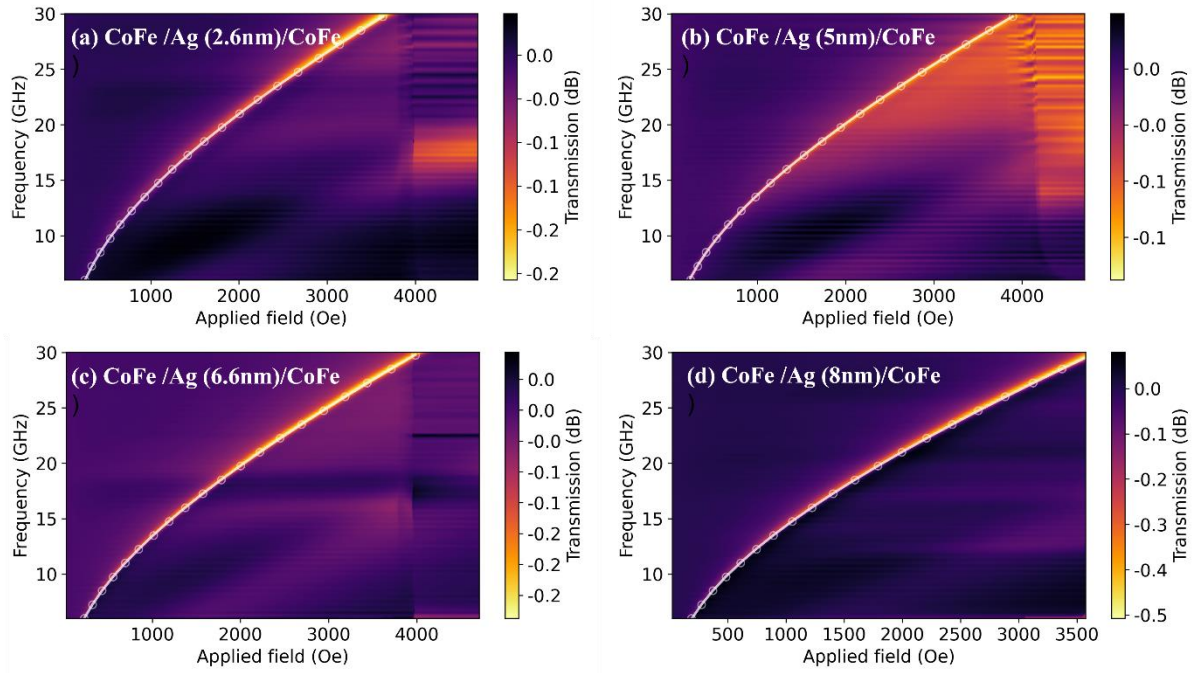 (a) CoFe /Ag (2.6nm)/CoFe
)
Frequency (GHz)
30
25
20
15
10
1000 2000 3000 4000
Applied field (Oe)
0.0
-0.0
-0.1
-0.1
-0.2
-0.2
Transmission (dB)
(b) CoFe /Ag (5nm)/CoFe
)
Frequency (GHz)
30
25
20
15
10
1000 2000 3000 4000
Applied field (Oe)
0.0
-0.0
-0.1
-0.1
Transmission (dB)
(c) CoFe /Ag (6.6nm)/CoFe
)
Frequency (GHz)
30
25
20
15
10
1000 2000 3000 4000
Applied field (Oe)
0.0
0.0
-0.0
-0.1
-0.1
-0.1
-0.2
-0.2
Transmission (dB)
(d) CoFe /Ag (8nm)/CoFe
)
Frequency (GHz)
30
25
20
15
10
500 1000 1500 2000 2500 3000 3500
Applied field (Oe)
0.0
-0.1
-0.2
-0.3
-0.4
-0.5
Transmission (dB)